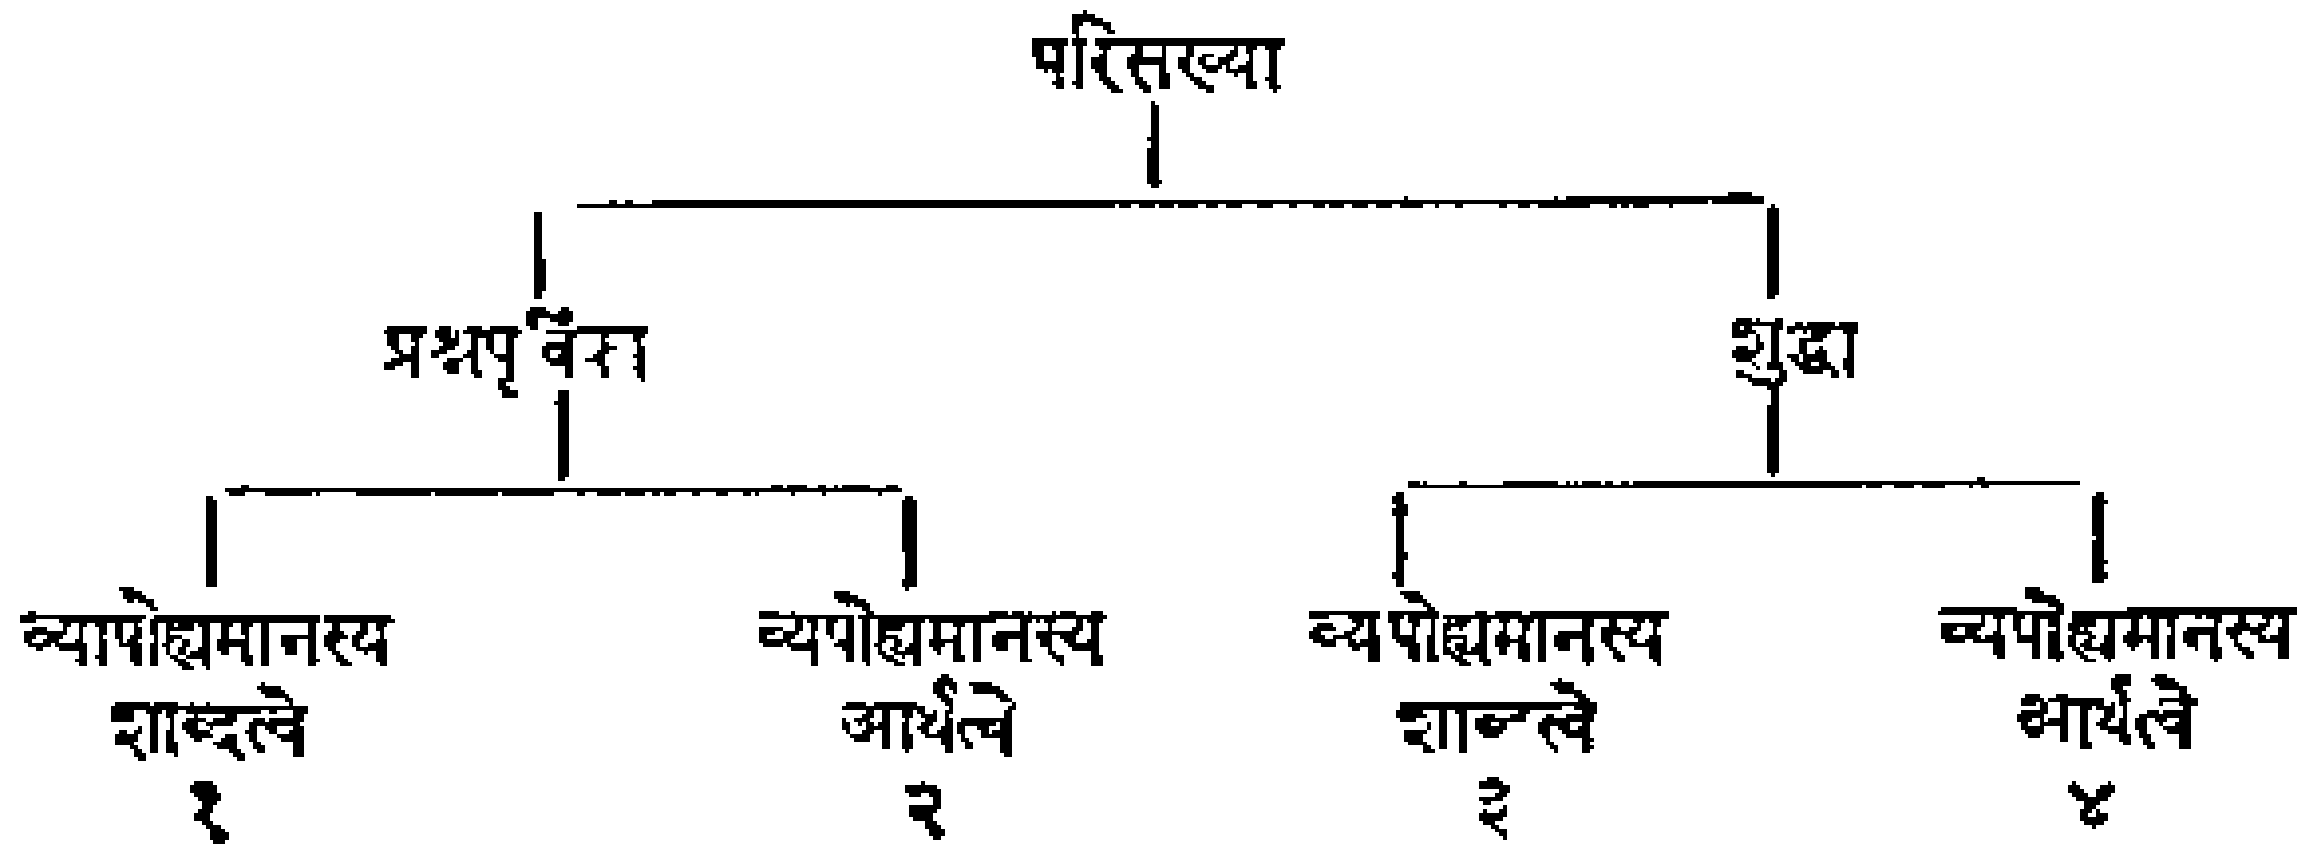 परिसख्या
प्रश्नपूर्विका शुद्धा
व्यापोह्यमानस्य व्यपोह्यमानस्य व्यपोह्यमानस्य व्यपोह्यमानस्य
शाब्दत्वे आर्थत्वे शाब्दत्वे आर्थत्वे
१ २ ३ ४